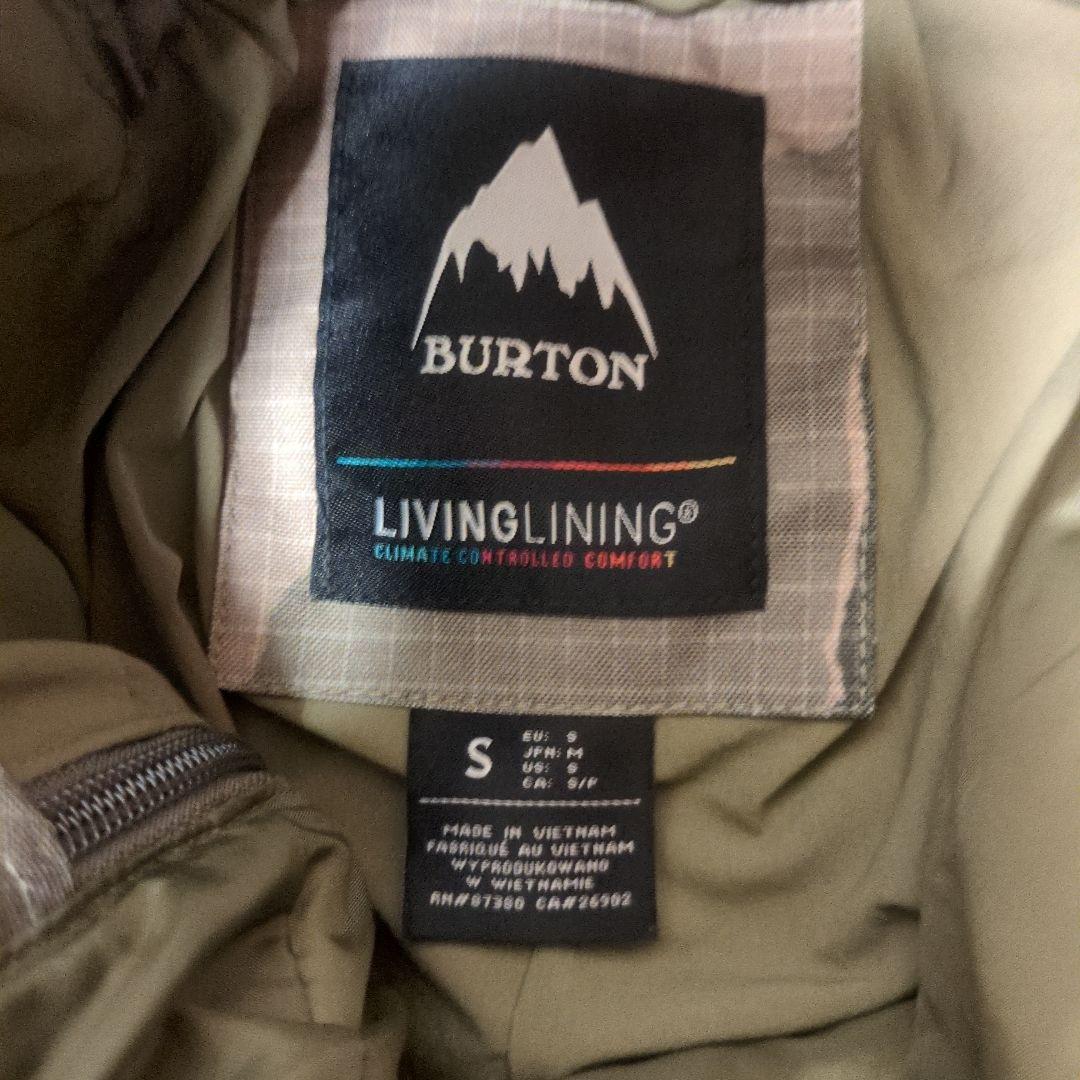 BURTON
LIVINGLINING®
CLIMATE CONTROLLED COMFORT
S
EU: S
JPN: M
US: S
CA: S/P
MADE IN VIETNAM
FABRIQUÉ AU VIETNAM
WYPRODUKOWANO
W WIETNAMIE
RN#87380 CA#26902